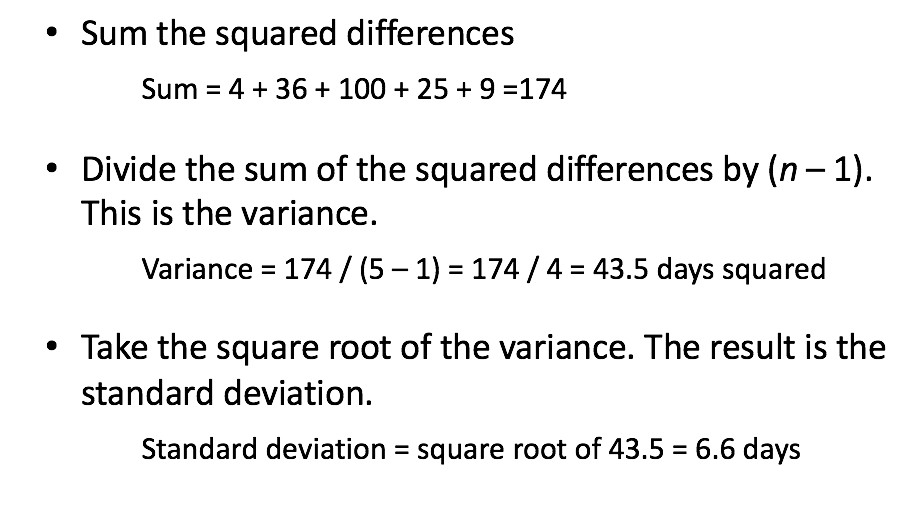 • Sum the squared differences
Sum = 4 + 36 + 100 + 25 + 9 =174
• Divide the sum of the squared differences by (n – 1).
This is the variance.
Variance = 174 / (5 – 1) = 174 / 4 = 43.5 days squared
• Take the square root of the variance. The result is the
standard deviation.
Standard deviation = square root of 43.5 = 6.6 days